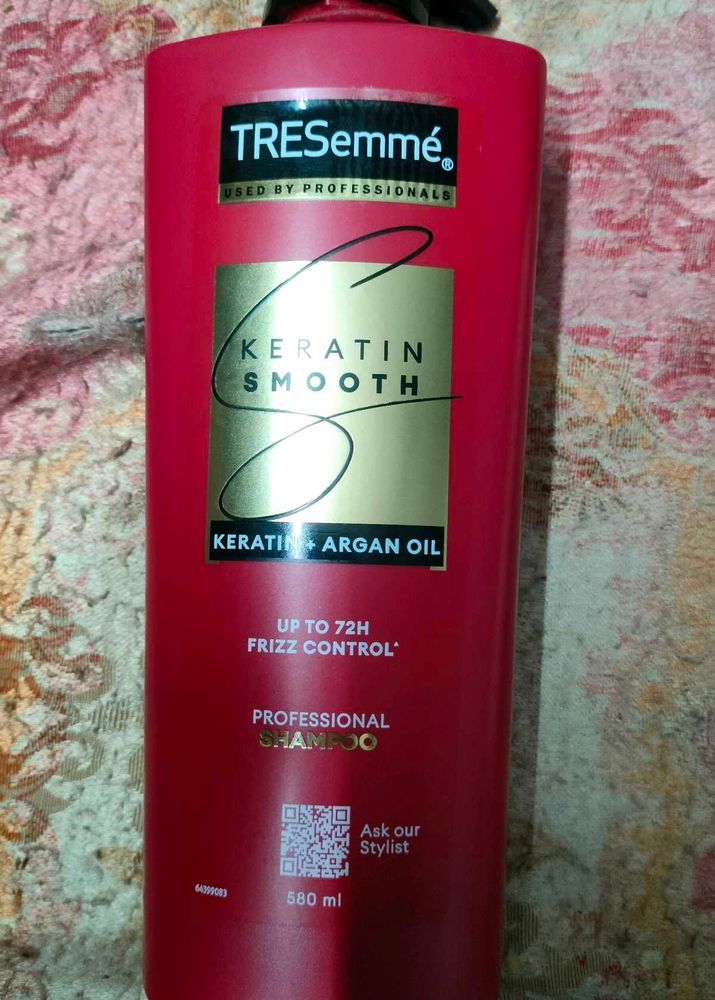 TRESemmé®
USED BY PROFESSIONALS
KERATIN
SMOOTH
KERATIN + ARGAN OIL
UP TO 72H
FRIZZ CONTROL^
PROFESSIONAL
SHAMPOO
Ask our
Stylist
64399083
580 ml